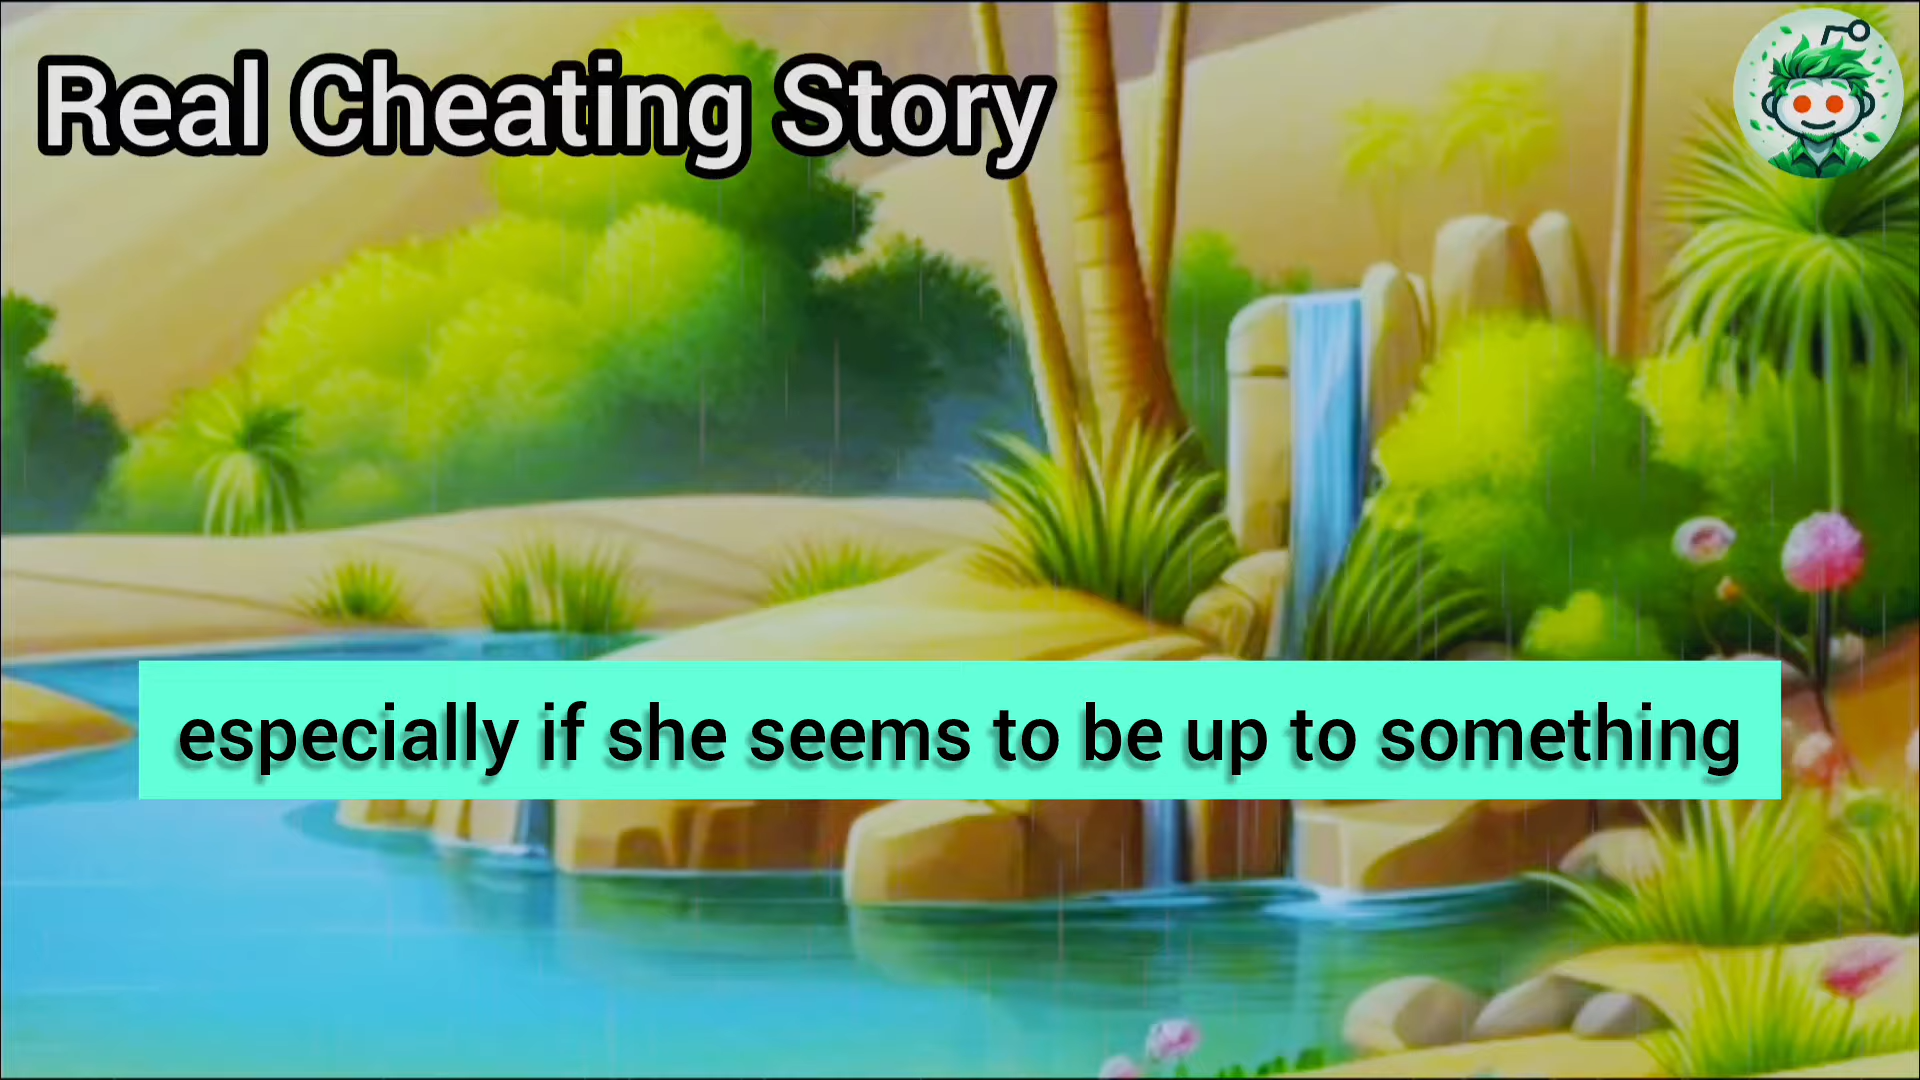 Real Cheating Story
especially if she seems to be up to something